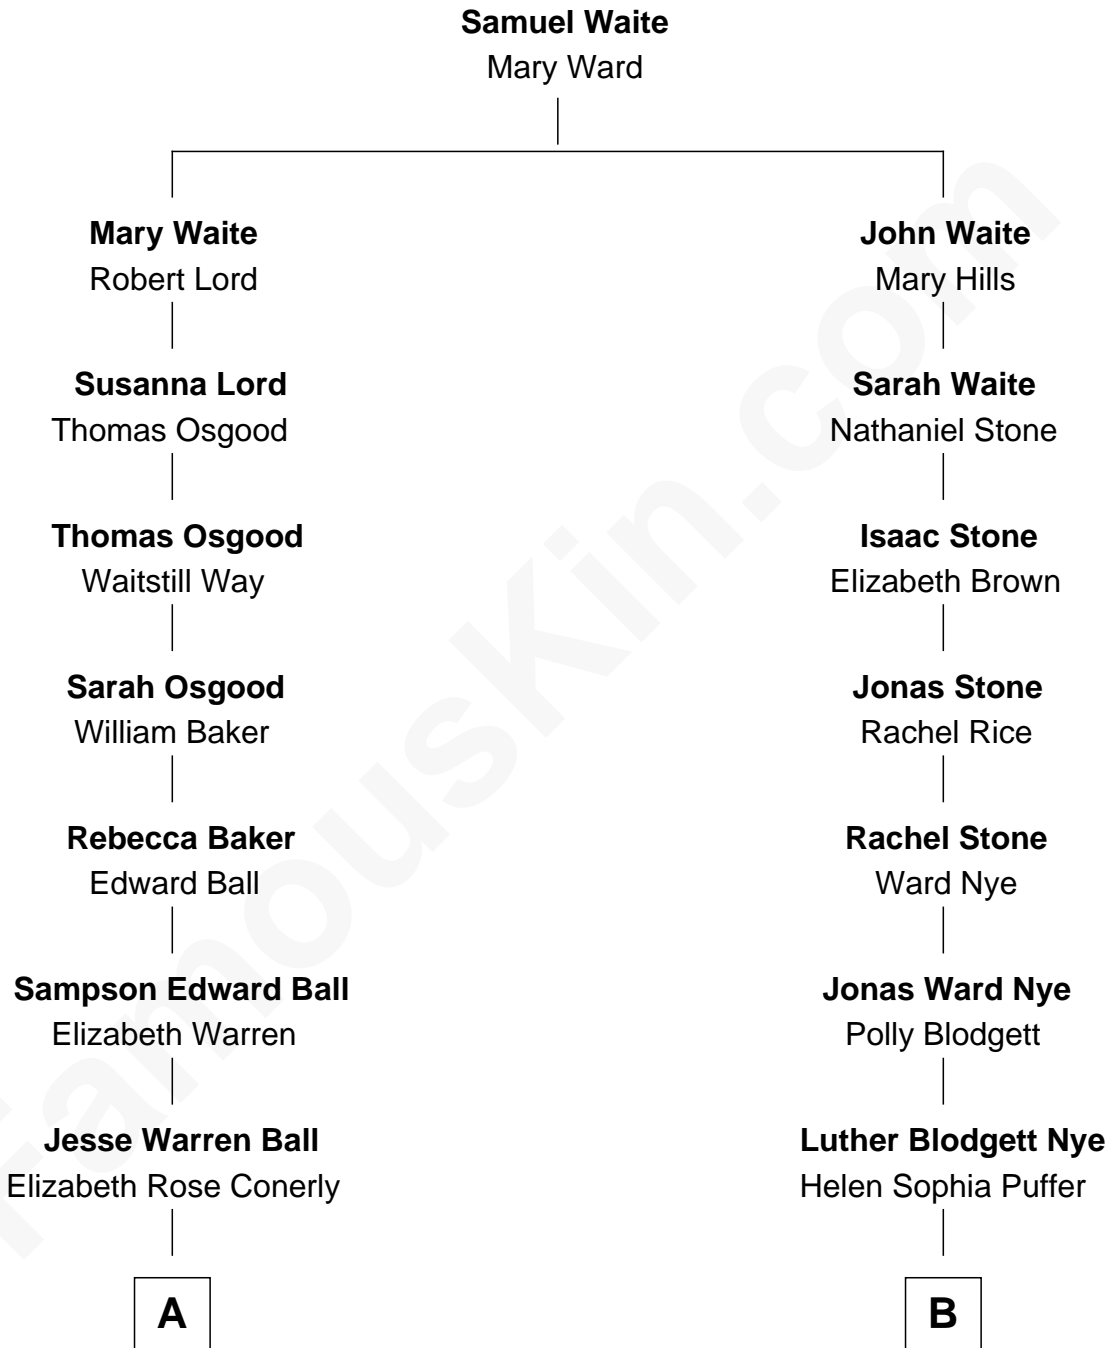 Samuel Waite
Mary Ward
Mary Waite
Robert Lord
John Waite
Mary Hills
Susanna Lord
Thomas Osgood
Sarah Waite
Nathaniel Stone
Thomas Osgood
Waitstill Way
Isaac Stone
Elizabeth Brown
Sarah Osgood
William Baker
Jonas Stone
Rachel Rice
Rebecca Baker
Edward Ball
Rachel Stone
Ward Nye
Sampson Edward Ball
Elizabeth Warren
Jonas Ward Nye
Polly Blodgett
Jesse Warren Ball
Elizabeth Rose Conerly
Luther Blodgett Nye
Helen Sophia Puffer
A
B
FamousKin.com